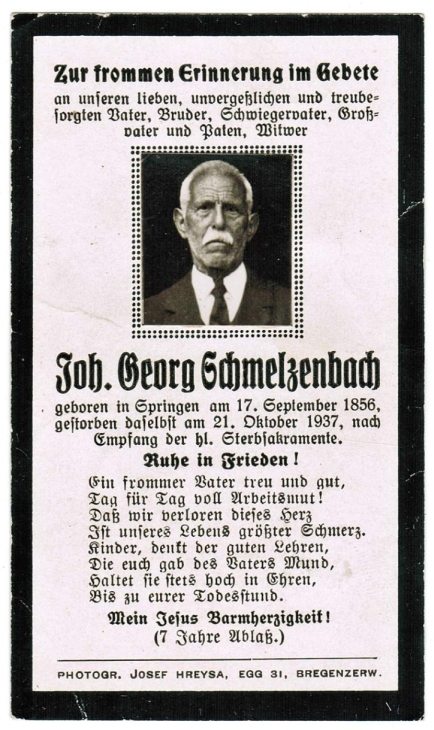 Zur frommen Erinnerung im Gebete
an unseren lieben, unvergeßlichen und treube=
sorgten Vater, Bruder, Schwiegervater, Groß=
vater und Paten, Witwer
Joh. Georg Schmelzenbach
geboren in Springen am 17. September 1856,
gestorben daselbst am 21. Oktober 1937, nach
Empfang der hl. Sterbsakramente.
Ruhe in Frieden!
Ein frommer Vater treu und gut,
Tag für Tag voll Arbeitsmut!
Daß wir verloren dieses Herz
Ist unseres Lebens größter Schmerz.
Kinder, denkt der guten Lehren,
Die euch gab des Vaters Mund,
Haltet sie stets hoch in Ehren,
Bis zu eurer Todesstund.
Mein Jesus Barmherzigkeit!
(7 Jahre Ablaß.)
PHOTOGR. JOSEF HREYSA, EGG 31, BREGENZERW.